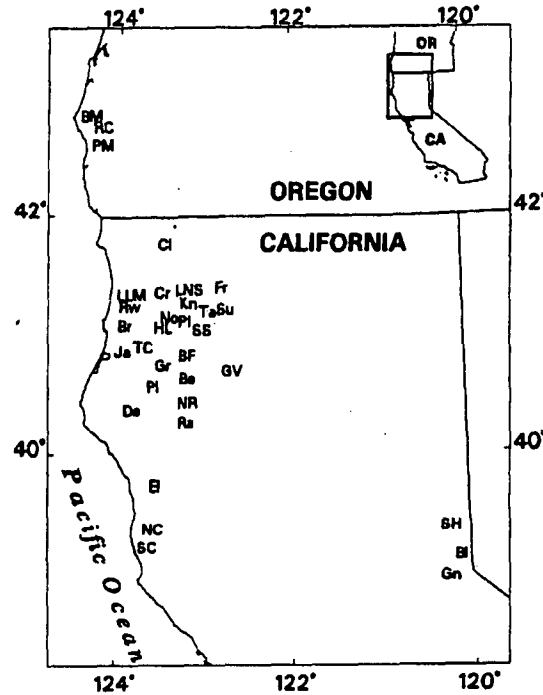 124° 122° 120°
OR
CA
BM
RC
PM
OREGON
42° 42°
CALIFORNIA
Cl
LLM Cr LNS Fr
Rw Kn Ta Su
Br No Pl
HL SS
Ja TC BF
Gr GV
Pl Be
Da NR
Ra
40° 40°
El
NC SH
SC Bl
Gn
Pacific Ocean
124° 122° 120°